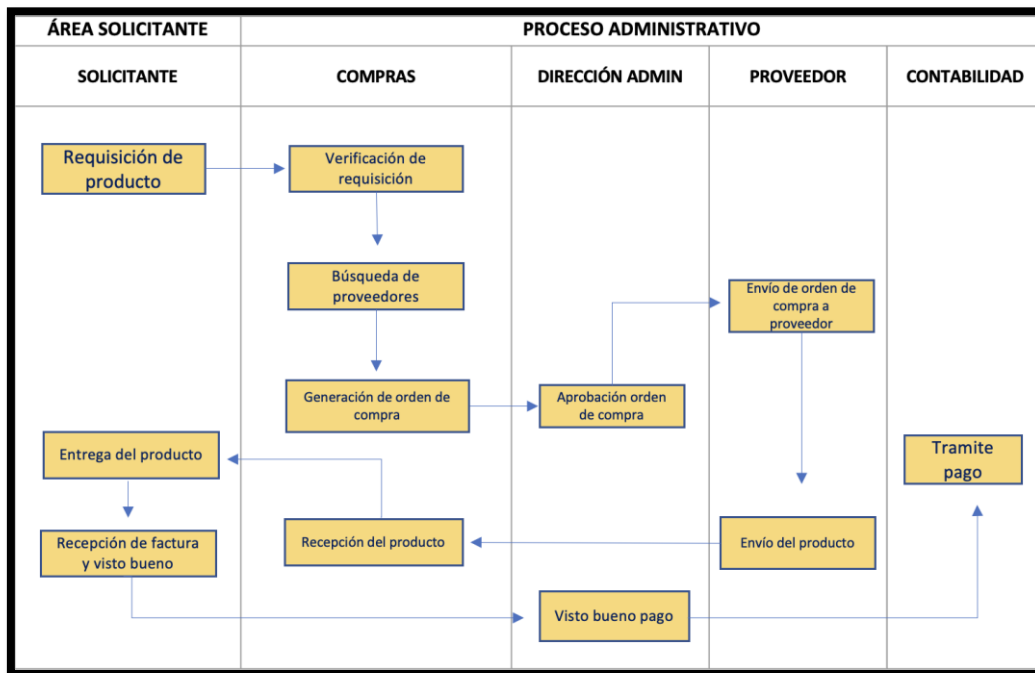 ÁREA SOLICITANTE
PROCESO ADMINISTRATIVO
SOLICITANTE
COMPRAS
DIRECCIÓN ADMIN
PROVEEDOR
CONTABILIDAD
Requisición de
producto
Verificación de
requisición
Búsqueda de
proveedores
Envío de orden de
compra a
proveedor
Generación de orden de
compra
Aprobación orden
de compra
Entrega del producto
Tramite
pago
Recepción de factura
y visto bueno
Recepción del producto
Envío del producto
Visto bueno pago